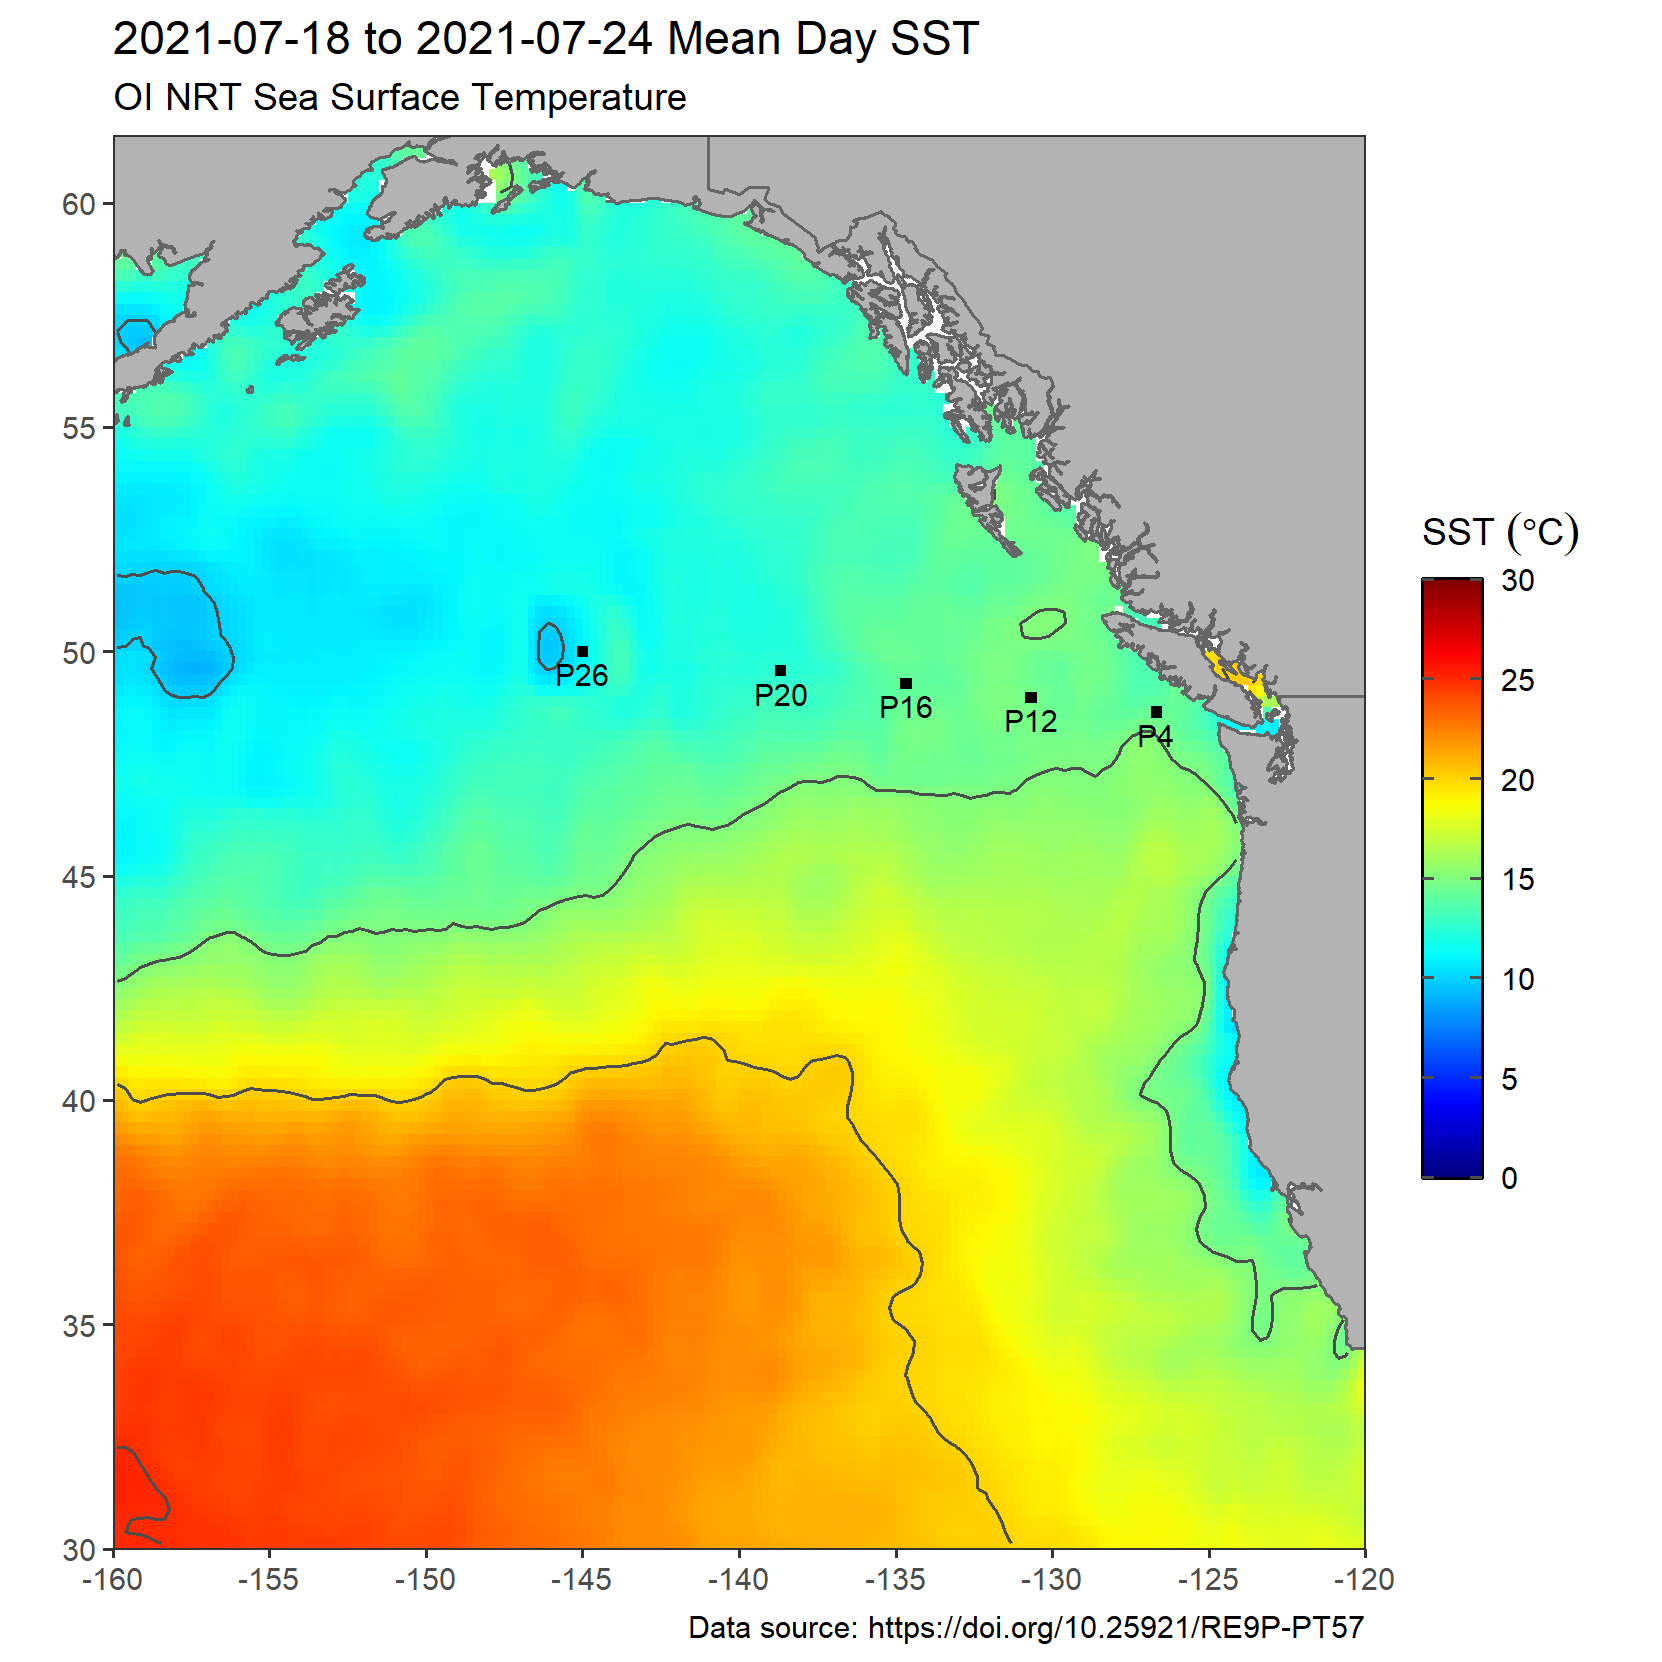 2021-07-18 to 2021-07-24 Mean Day SST
OI NRT Sea Surface Temperature
60
55
50
45
40
35
30
-160
-155
-150
-145
-140
-135
-130
-125
-120
P26
P20
P16
P12
P4
SST (°C)
30
25
20
15
10
5
0
Data source: https://doi.org/10.25921/RE9P-PT57